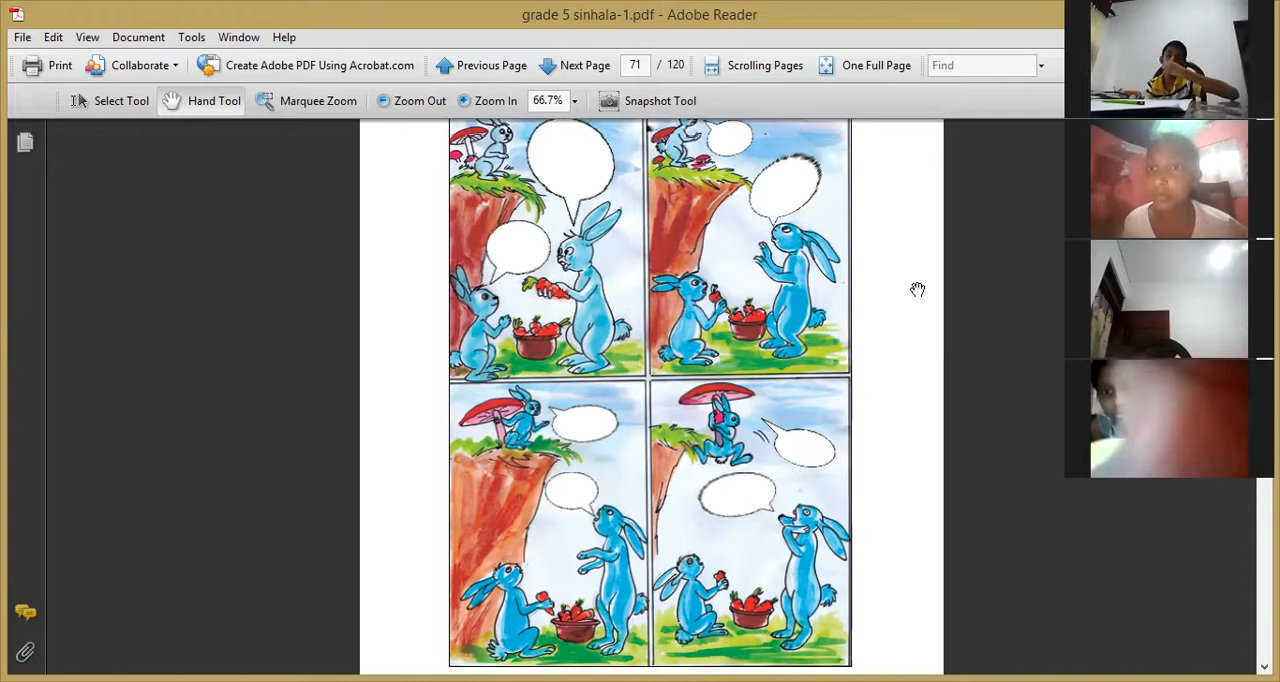 grade 5 sinhala-1.pdf - Adobe Reader
File Edit View Document Tools Window Help
Print Collaborate Create Adobe PDF Using Acrobat.com Previous Page Next Page 71 / 120 Scrolling Pages One Full Page Find
Select Tool Hand Tool Marquee Zoom Zoom Out Zoom In 66.7% Snapshot Tool